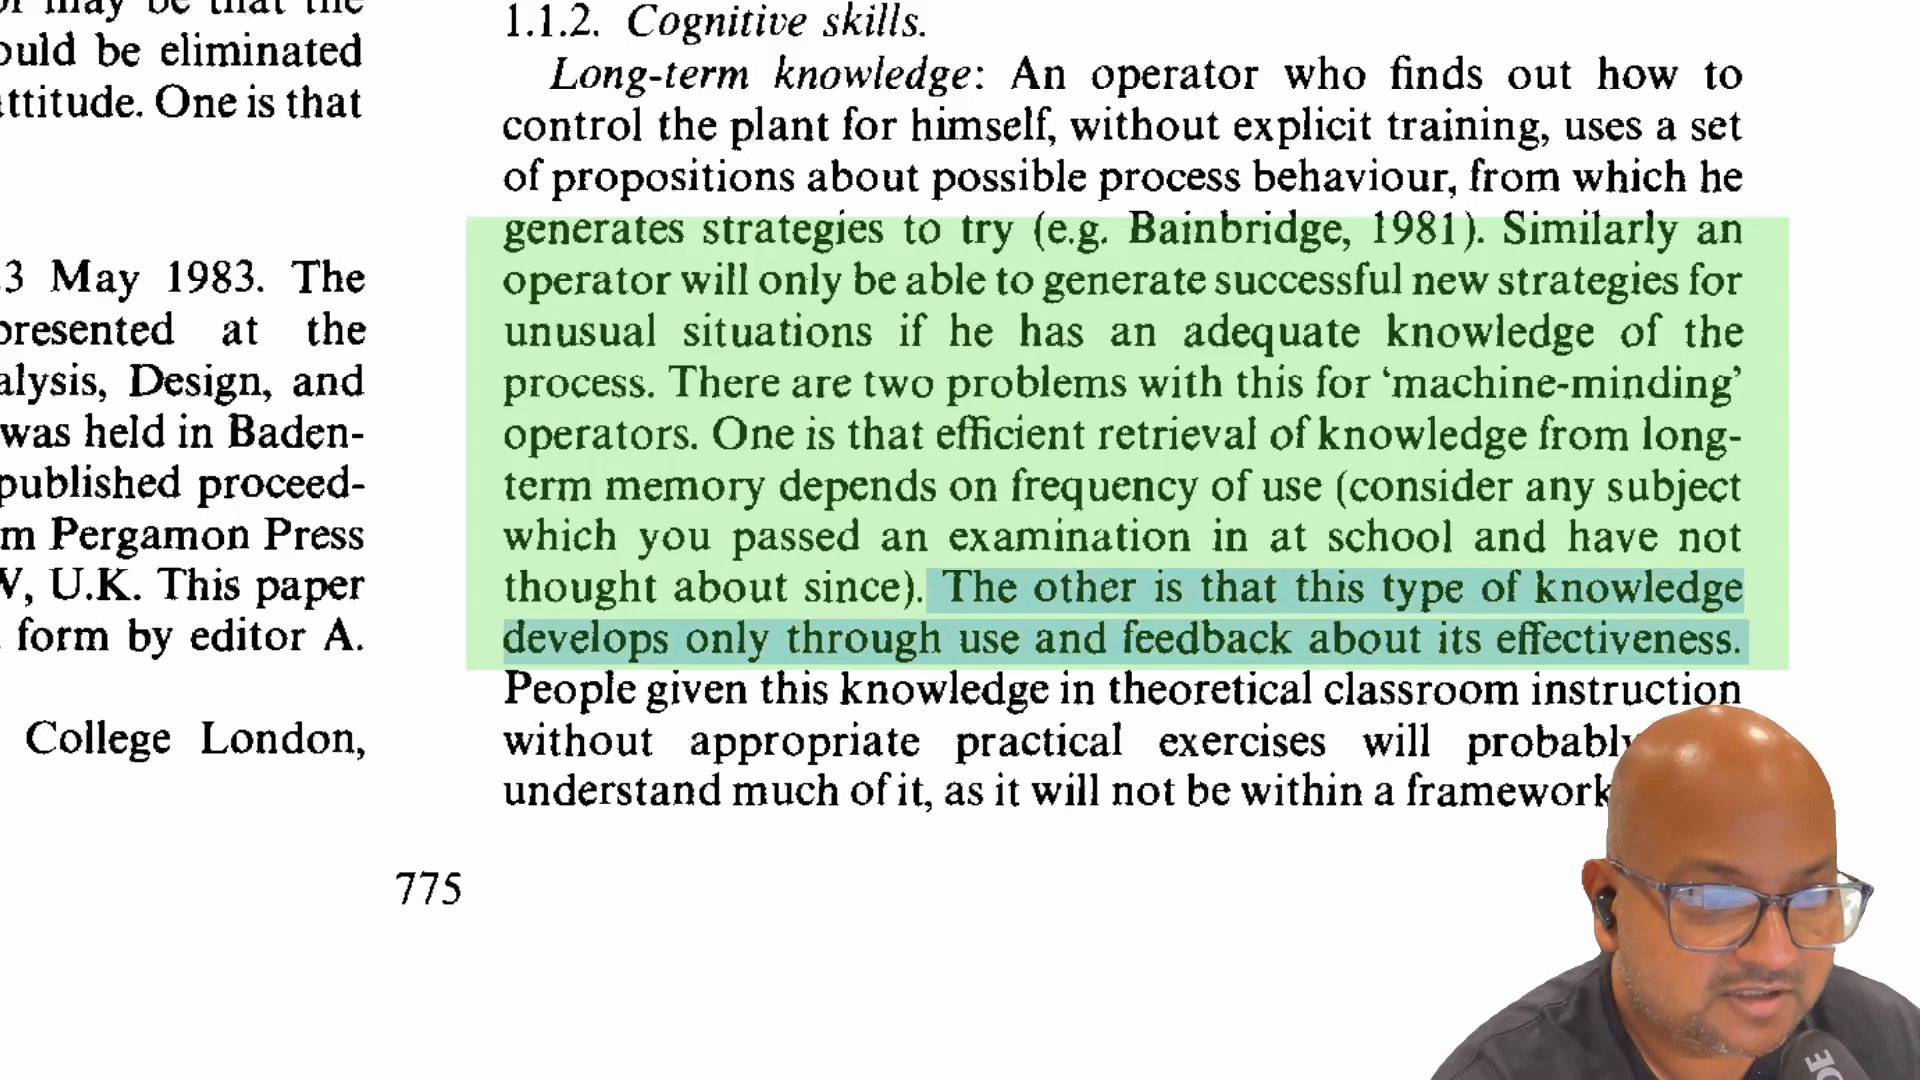 or may be that the
ould be eliminated
ttitude. One is that
3 May 1983. The
presented at the
alysis, Design, and
was held in Baden-
published proceed-
m Pergamon Press
W, U.K. This paper
form by editor A.
College London,
775
1.1.2. Cognitive skills.
Long-term knowledge: An operator who finds out how to
control the plant for himself, without explicit training, uses a set
of propositions about possible process behaviour, from which he
generates strategies to try (e.g. Bainbridge, 1981). Similarly an
operator will only be able to generate successful new strategies for
unusual situations if he has an adequate knowledge of the
process. There are two problems with this for ‘machine-minding’
operators. One is that efficient retrieval of knowledge from long-
term memory depends on frequency of use (consider any subject
which you passed an examination in at school and have not
thought about since). The other is that this type of knowledge
develops only through use and feedback about its effectiveness.
People given this knowledge in theoretical classroom instruction
without appropriate practical exercises will probably
understand much of it, as it will not be within a framework